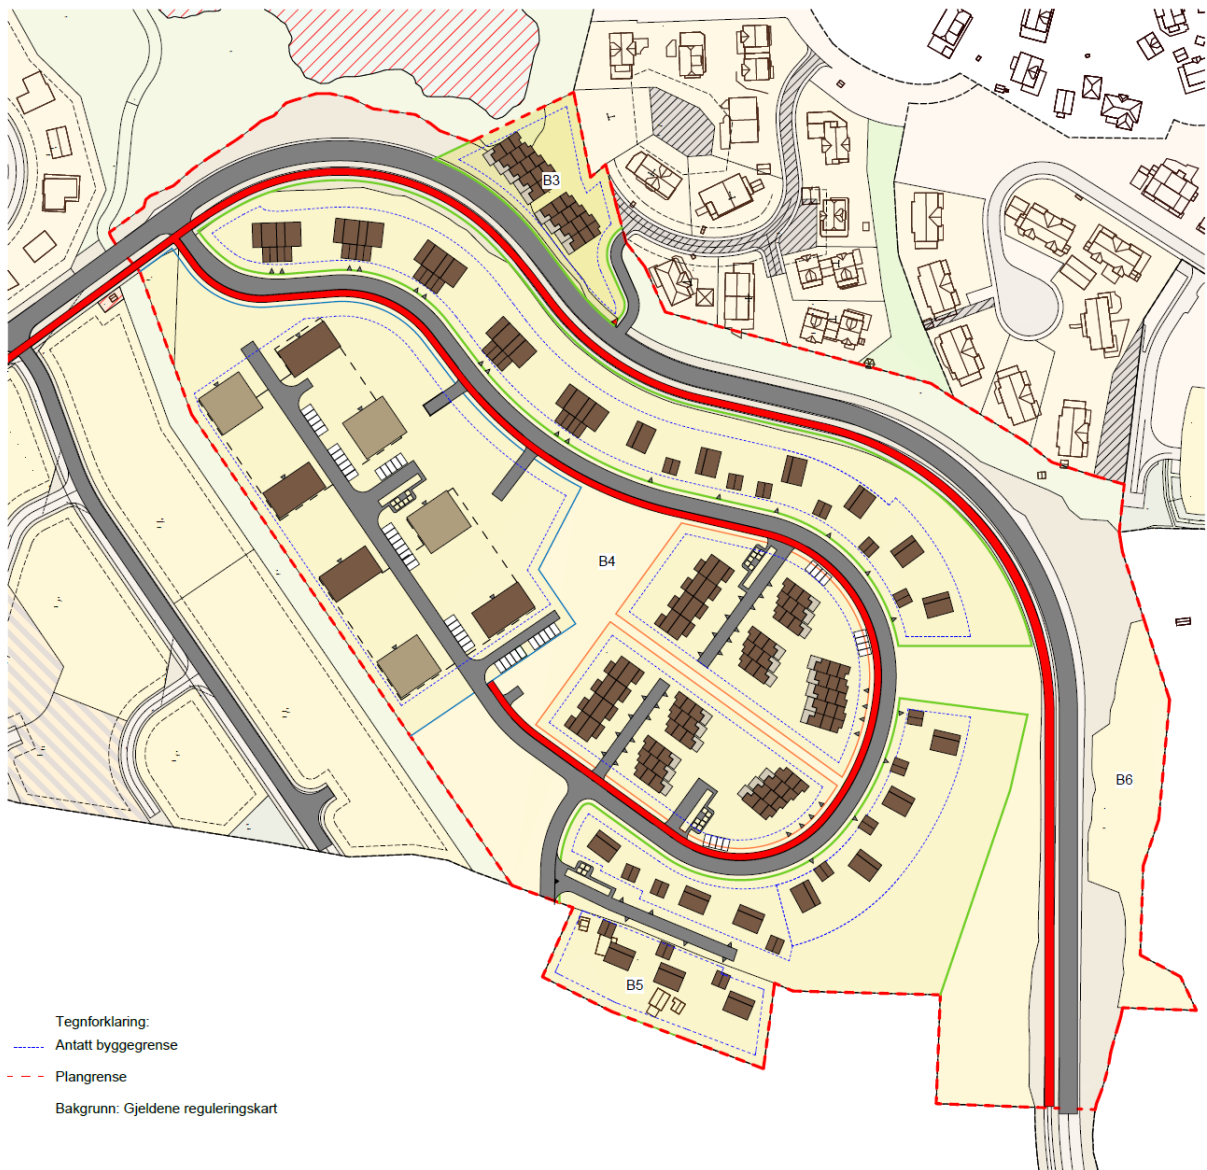 B3
B4
B6
B5
Tegnforklaring:
Antatt byggegrense
Plangrense
Bakgrunn: Gjeldene reguleringskart